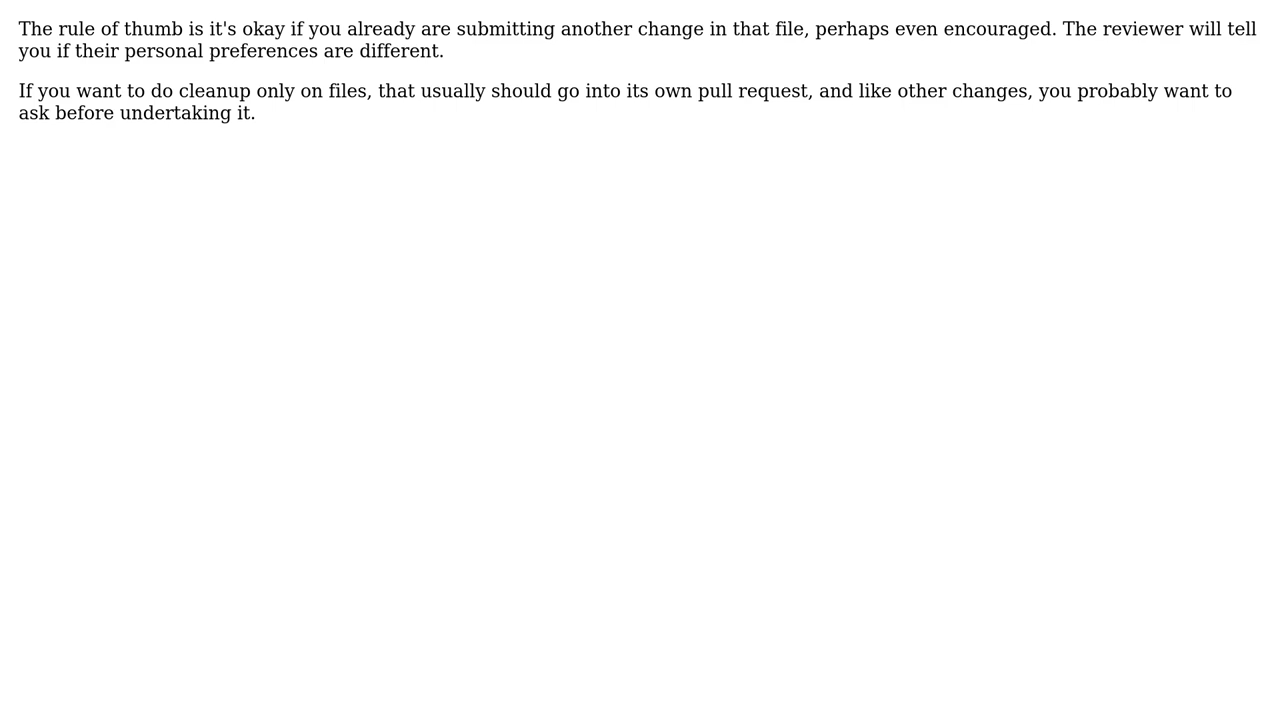 The rule of thumb is it's okay if you already are submitting another change in that file, perhaps even encouraged. The reviewer will tell
you if their personal preferences are different.
If you want to do cleanup only on files, that usually should go into its own pull request, and like other changes, you probably want to
ask before undertaking it.